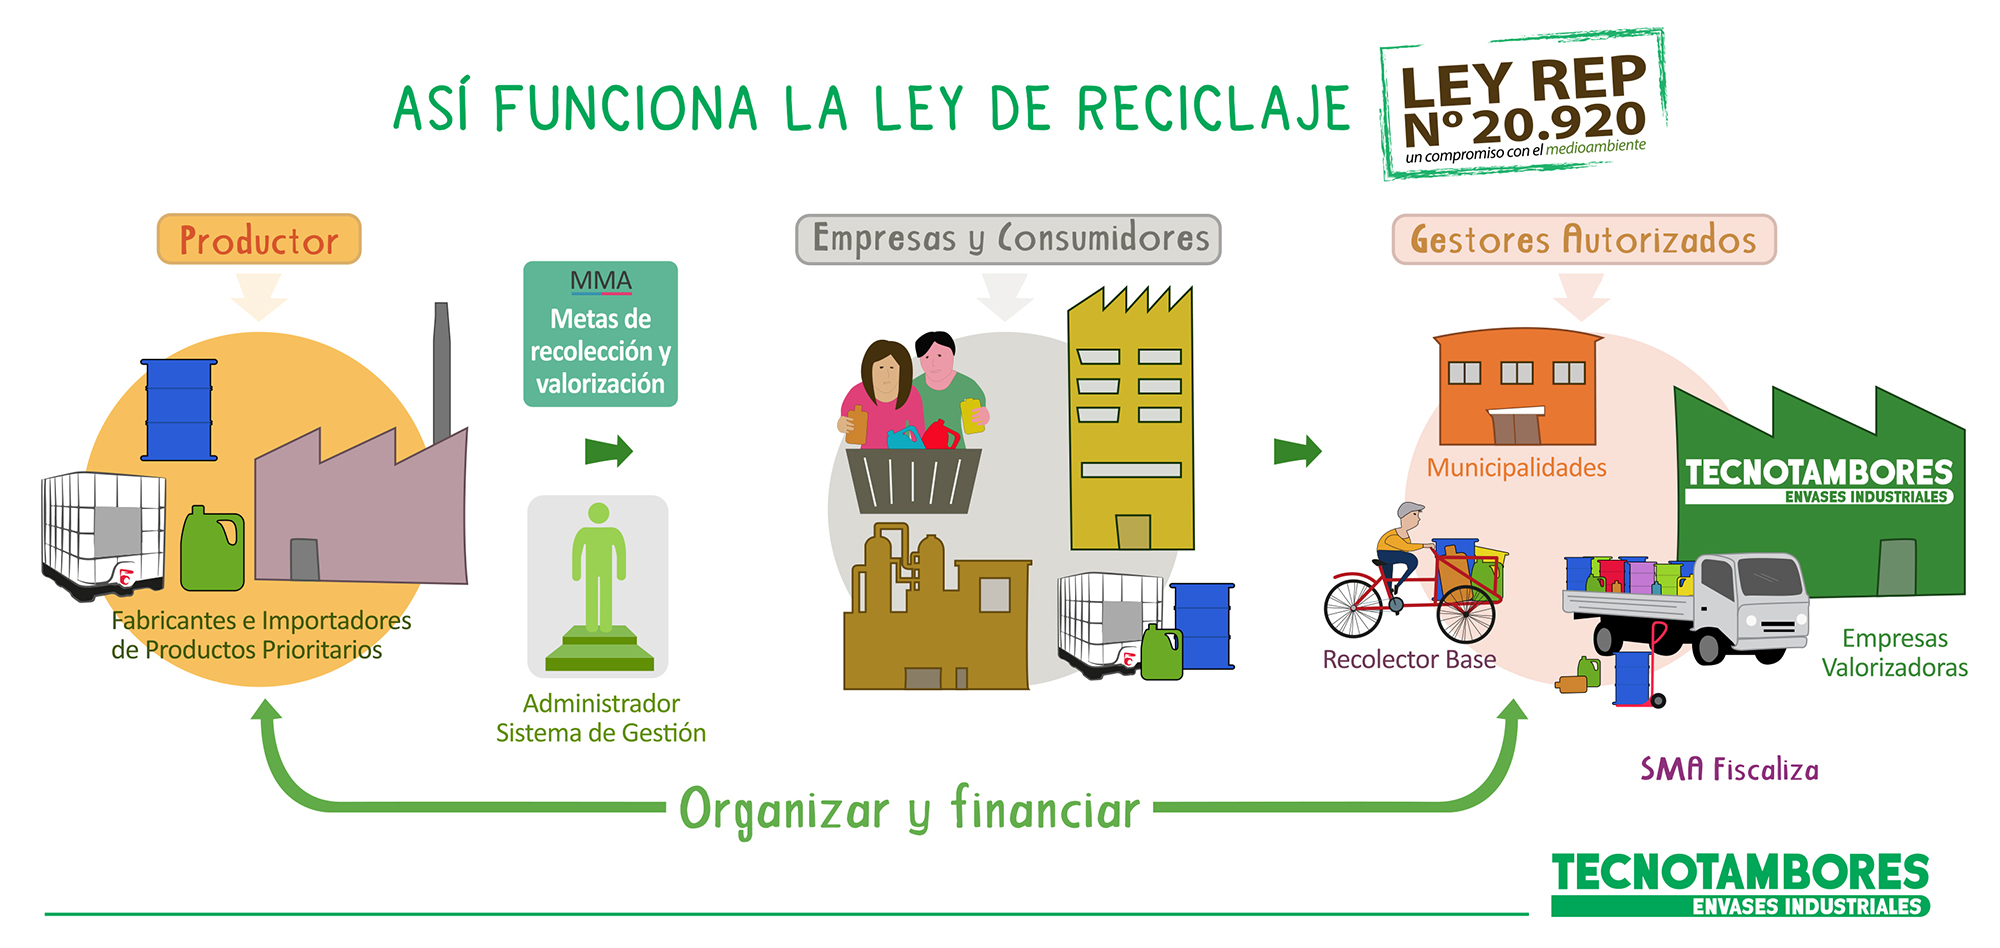 ASÍ FUNCIONA LA LEY DE RECICLAJE
LEY REP
Nº 20.920
un compromiso con el medioambiente
Productor
Empresas y Consumidores
Gestores Autorizados
MMA
Metas de
recolección y
valorización
Fabricantes e Importadores
de Productos Prioritarios
Administrador
Sistema de Gestión
Municipalidades
TECNOTAMBORES
ENVASES INDUSTRIALES
Recolector Base
Empresas
Valorizadoras
SMA Fiscaliza
Organizar y financiar
TECNOTAMBORES
ENVASES INDUSTRIALES